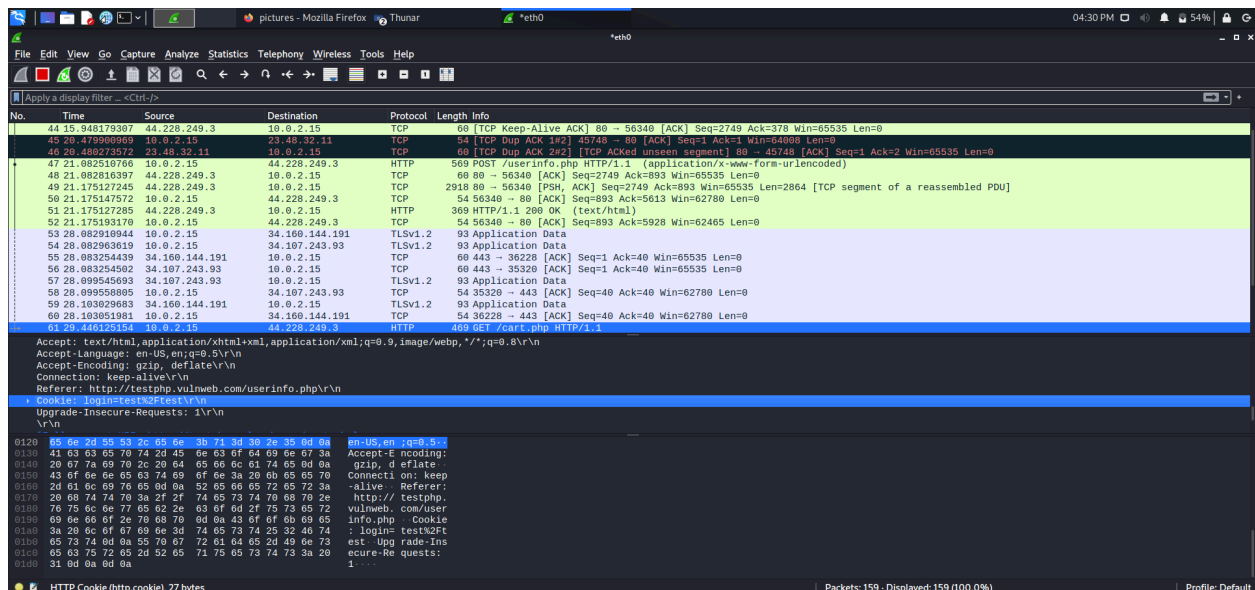 pictures - Mozilla Firefox
Thunar
*eth0
04:30 PM
54%
*eth0
File Edit View Go Capture Analyze Statistics Telephony Wireless Tools Help
Apply a display filter ... <Ctrl-/>
No. Time Source Destination Protocol Length Info
44 15.948179307 44.228.249.3 10.0.2.15 TCP 60 [TCP Keep-Alive ACK] 80 → 56340 [ACK] Seq=2749 Ack=378 Win=65535 Len=0
45 20.479900969 10.0.2.15 23.48.32.11 TCP 54 [TCP Dup ACK 1#2] 45748 → 80 [ACK] Seq=1 Ack=1 Win=64008 Len=0
46 20.480273572 23.48.32.11 10.0.2.15 TCP 60 [TCP Dup ACK 2#2] [TCP ACKed unseen segment] 80 → 45748 [ACK] Seq=1 Ack=2 Win=65535 Len=0
47 21.082510766 10.0.2.15 44.228.249.3 HTTP 569 POST /userinfo.php HTTP/1.1 (application/x-www-form-urlencoded)
48 21.082816397 44.228.249.3 10.0.2.15 TCP 60 80 → 56340 [ACK] Seq=2749 Ack=893 Win=65535 Len=0
49 21.175127245 44.228.249.3 10.0.2.15 TCP 2918 80 → 56340 [PSH, ACK] Seq=2749 Ack=893 Win=65535 Len=2864 [TCP segment of a reassembled PDU]
50 21.175147572 10.0.2.15 44.228.249.3 TCP 54 56340 → 80 [ACK] Seq=893 Ack=5613 Win=62780 Len=0
51 21.175127285 44.228.249.3 10.0.2.15 HTTP 369 HTTP/1.1 200 OK (text/html)
52 21.175193170 10.0.2.15 44.228.249.3 TCP 54 56340 → 80 [ACK] Seq=893 Ack=5928 Win=62465 Len=0
53 28.082910944 10.0.2.15 34.160.144.191 TLSv1.2 93 Application Data
54 28.082963619 10.0.2.15 34.107.243.93 TLSv1.2 93 Application Data
55 28.083254439 34.160.144.191 10.0.2.15 TCP 60 443 → 36228 [ACK] Seq=1 Ack=40 Win=65535 Len=0
56 28.083254502 34.107.243.93 10.0.2.15 TCP 60 443 → 35320 [ACK] Seq=1 Ack=40 Win=65535 Len=0
57 28.099545693 34.107.243.93 10.0.2.15 TLSv1.2 93 Application Data
58 28.099558805 10.0.2.15 34.107.243.93 TCP 54 35320 → 443 [ACK] Seq=40 Ack=40 Win=62780 Len=0
59 28.103029683 34.160.144.191 10.0.2.15 TLSv1.2 93 Application Data
60 28.103051981 10.0.2.15 34.160.144.191 TCP 54 36228 → 443 [ACK] Seq=40 Ack=40 Win=62780 Len=0
61 29.446125154 10.0.2.15 44.228.249.3 HTTP 469 GET /cart.php HTTP/1.1
Accept: text/html,application/xhtml+xml,application/xml;q=0.9,image/webp,*/*;q=0.8\r\n
Accept-Language: en-US,en;q=0.5\r\n
Accept-Encoding: gzip, deflate\r\n
Connection: keep-alive\r\n
Referer: http://testphp.vulnweb.com/userinfo.php\r\n
Cookie: login=test%2Ftest\r\n
Upgrade-Insecure-Requests: 1\r\n
\r\n
0120 65 6e 2d 55 53 2c 65 6e 3b 71 3d 30 2e 35 0d 0a en-US,en ;q=0.5··
0130 41 63 63 65 70 74 2d 45 6e 63 6f 64 69 6e 67 3a Accept-E ncoding:
0140 20 67 7a 69 70 2c 20 64 65 66 6c 61 74 65 0d 0a gzip, d eflate··
0150 43 6f 6e 6e 65 63 74 69 6f 6e 3a 20 6b 65 65 70 Connecti on: keep
0160 2d 61 6c 69 76 65 0d 0a 52 65 66 65 72 65 72 3a -alive·· Referer:
0170 20 68 74 74 70 3a 2f 2f 74 65 73 74 70 68 70 2e http:// testphp.
0180 76 75 6c 6e 77 65 62 2e 63 6f 6d 2f 75 73 65 72 vulnweb. com/user
0190 69 6e 66 6f 2e 70 68 70 0d 0a 43 6f 6f 6b 69 65 info.php ··Cookie
01a0 3a 20 6c 6f 67 69 6e 3d 74 65 73 74 25 32 46 74 : login= test%2Ft
01b0 65 73 74 0d 0a 55 70 67 72 61 64 65 2d 49 6e 73 est··Upg rade-Ins
01c0 65 63 75 72 65 2d 52 65 71 75 65 73 74 73 3a 20 ecure-Re quests:
01d0 31 0d 0a 0d 0a 1····
HTTP Cookie (http.cookie), 27 bytes
Packets: 159 · Displayed: 159 (100.0%)
Profile: Default